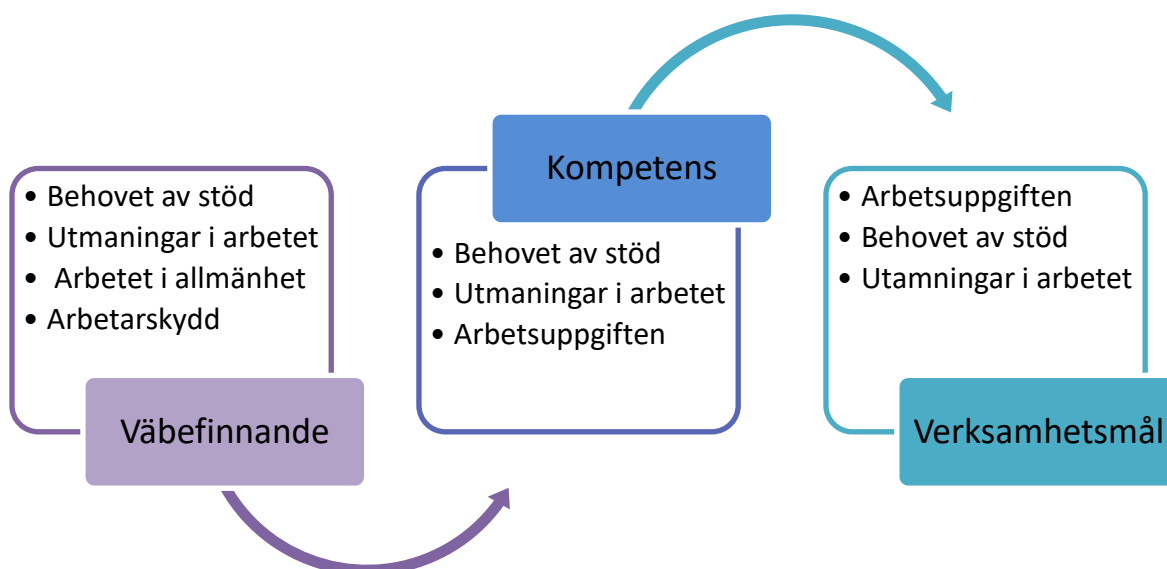 • Behovet av stöd
• Utmaningar i arbetet
• Arbetet i allmänhet
• Arbetarskydd
Väbefinnande
Kompetens
• Behovet av stöd
• Utmaningar i arbetet
• Arbetsuppgiften
• Arbetsuppgiften
• Behovet av stöd
• Utamningar i arbetet
Verksamhetsmål